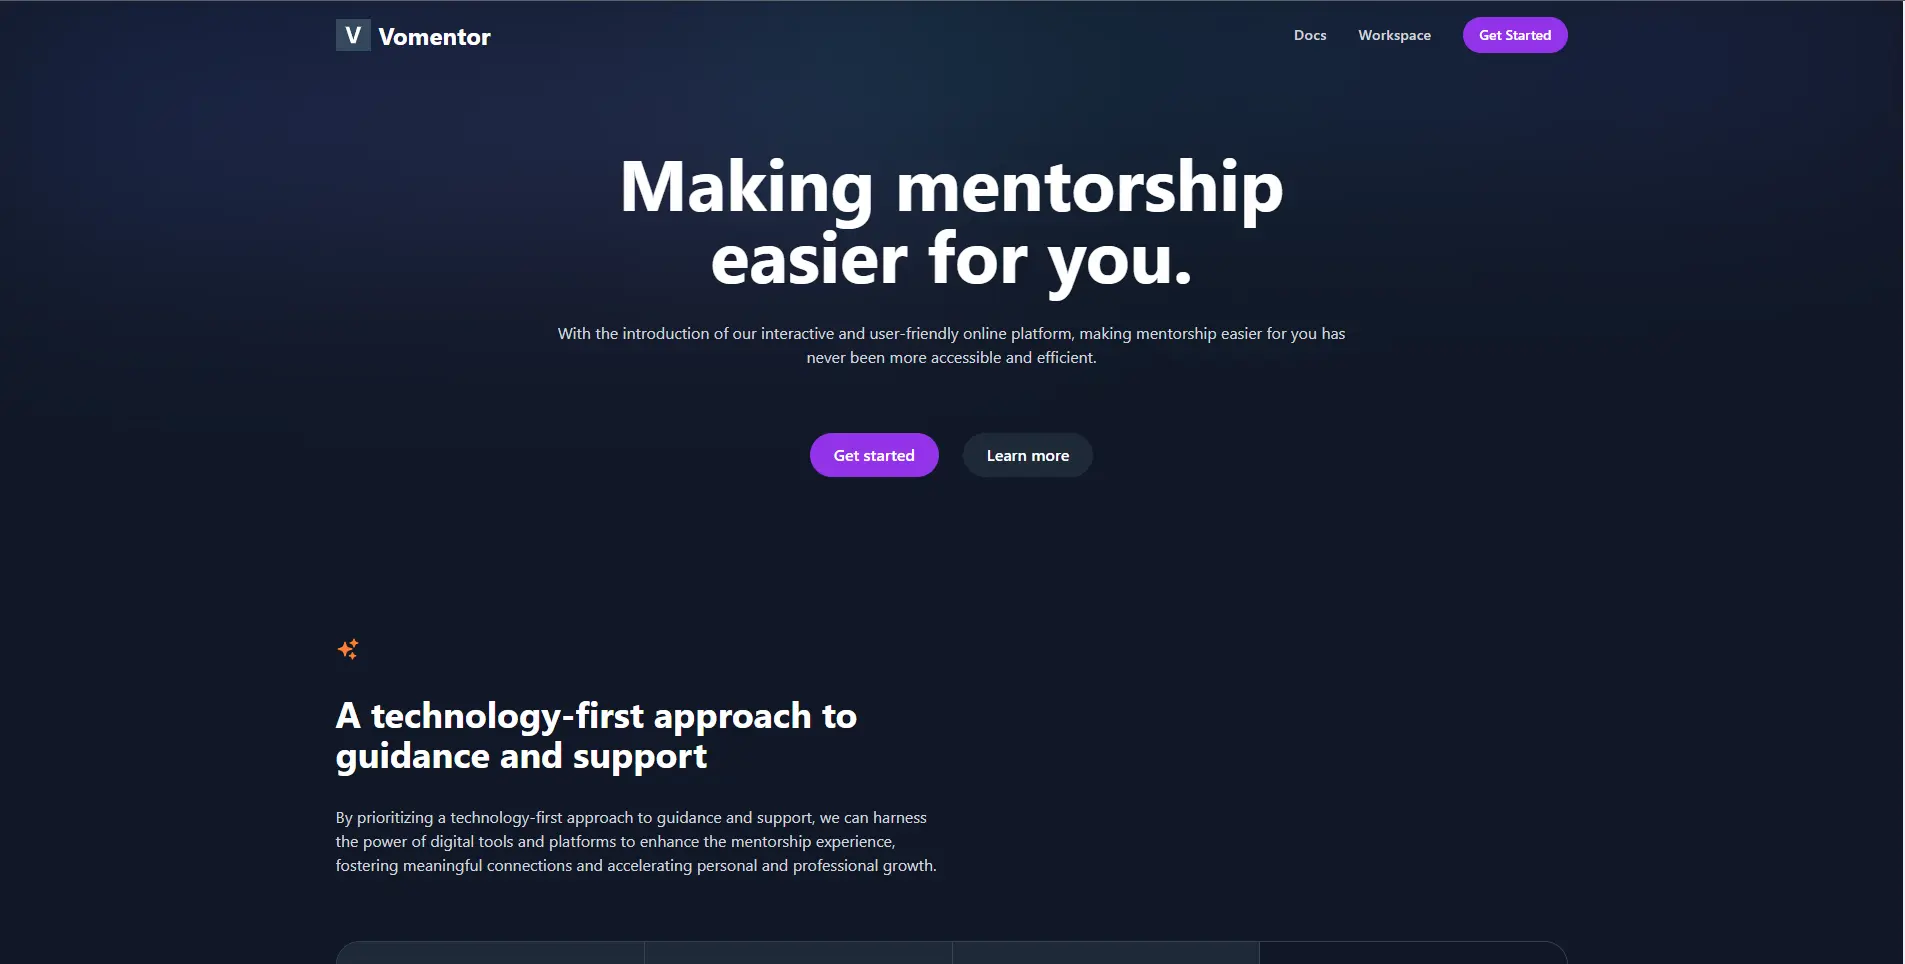 V Vomentor
Docs Workspace Get Started
Making mentorship
easier for you.
With the introduction of our interactive and user-friendly online platform, making mentorship easier for you has
never been more accessible and efficient.
Get started Learn more
A technology-first approach to
guidance and support
By prioritizing a technology-first approach to guidance and support, we can harness
the power of digital tools and platforms to enhance the mentorship experience,
fostering meaningful connections and accelerating personal and professional growth.